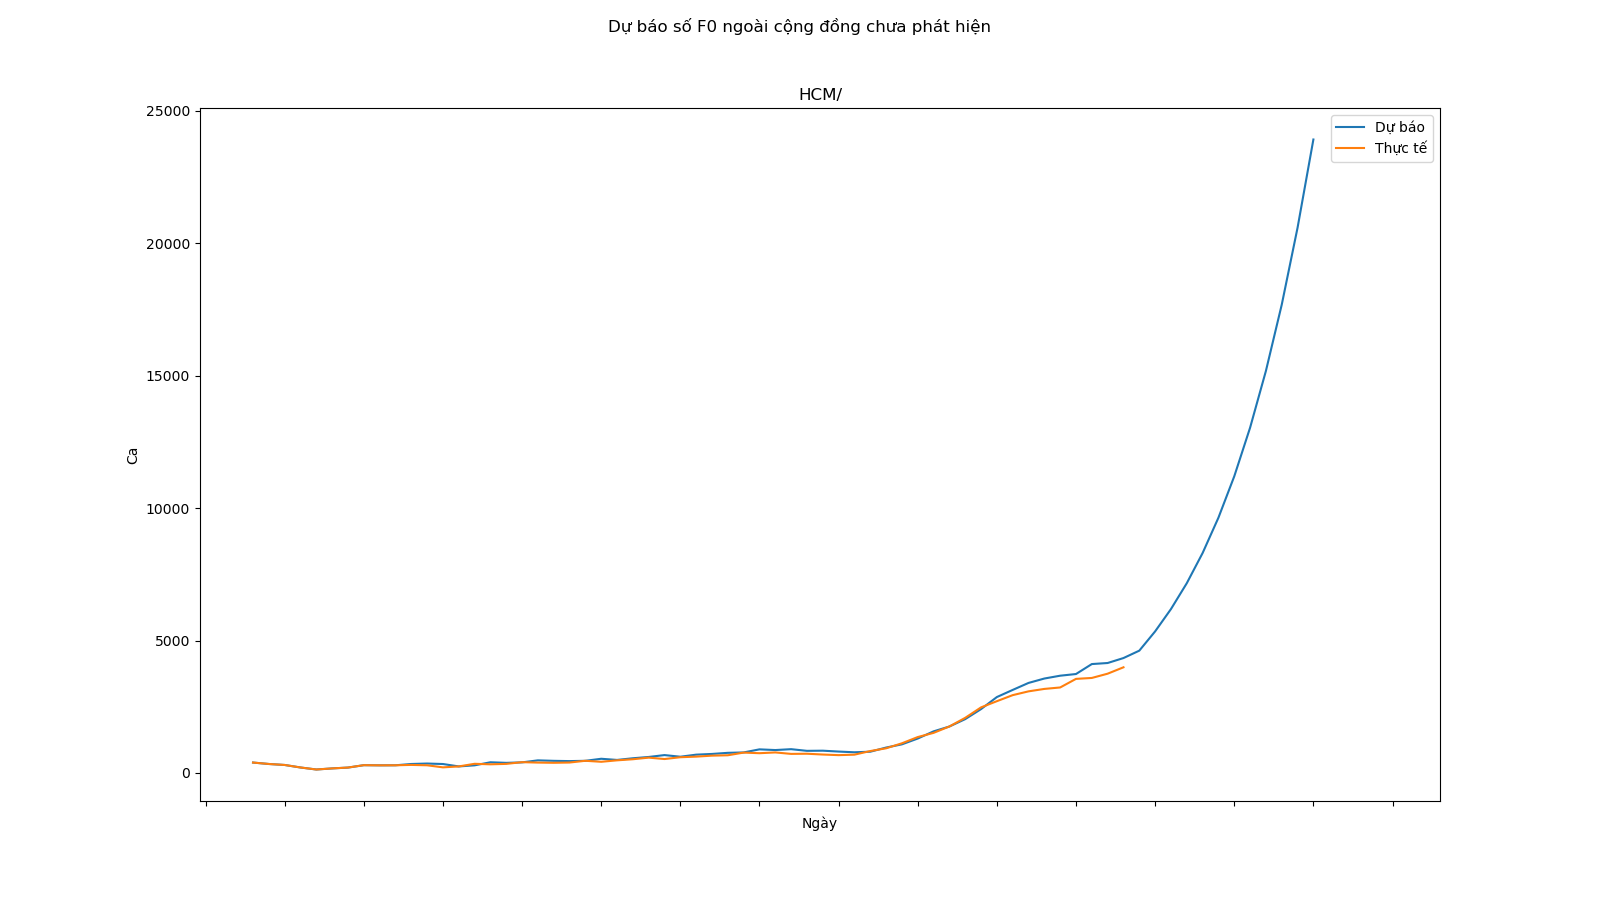 Dự báo số F0 ngoài cộng đồng chưa phát hiện
HCM/
25000
20000
15000
10000
5000
0
Ca
Ngày
Dự báo
Thực tế